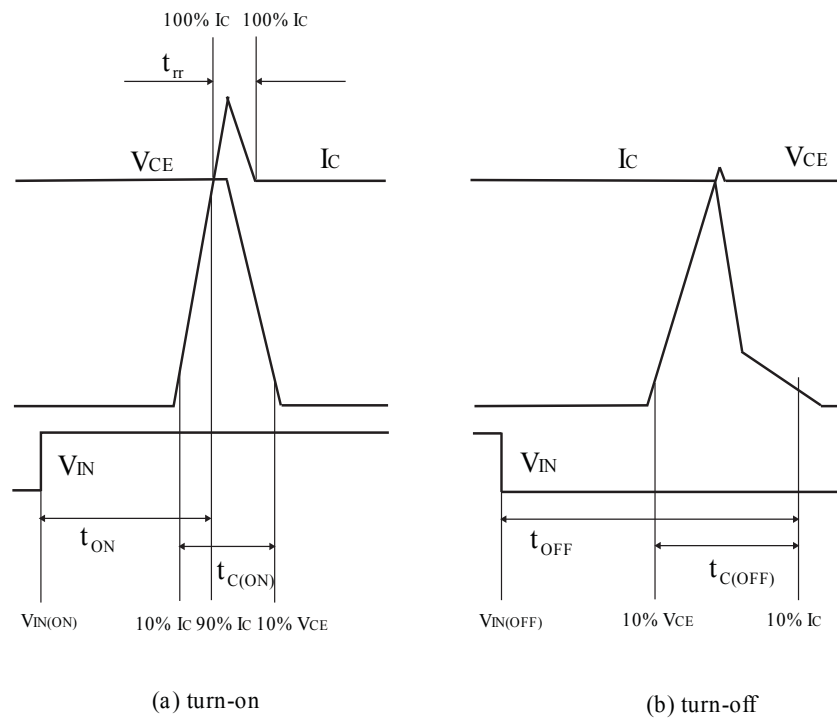 100% IC 100% IC
trr
VCE IC
VIN
tON
tC(ON)
VIN(ON) 10% IC 90% IC 10% VCE
(a) turn-on
IC VCE
VIN
tOFF
tC(OFF)
VIN(OFF) 10% VCE 10% IC
(b) turn-off